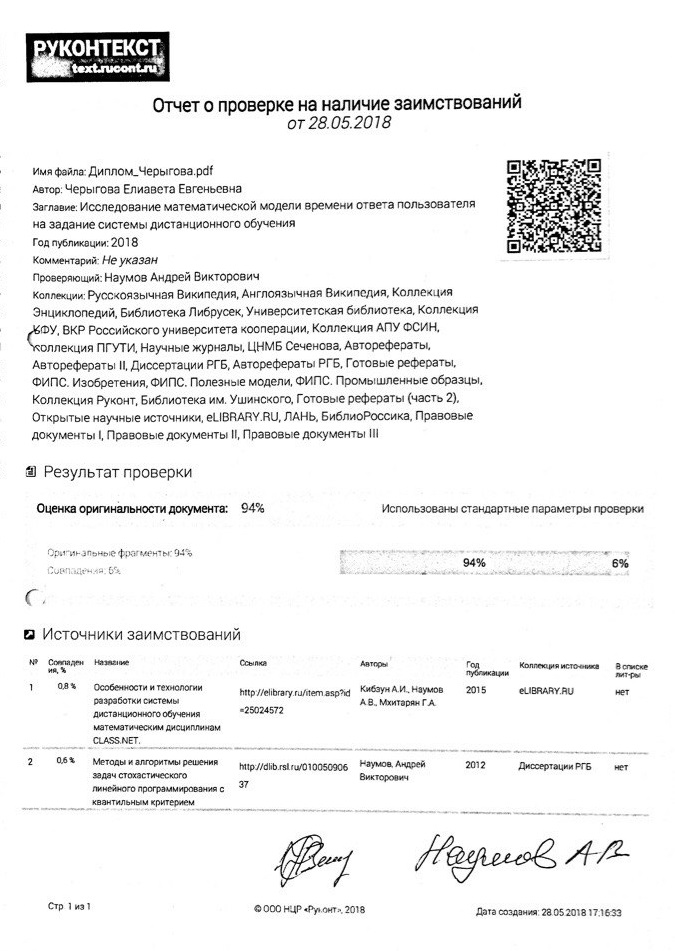 РУКОНТЕКСТ
text.rucont.ru
Отчет о проверке на наличие заимствований
от 28.05.2018
Имя файла: Диплом_Черыгова.pdf
Автор: Черыгова Елиавета Евгеньевна
Заглавие: Исследование математической модели времени ответа пользователя
на задание системы дистанционного обучения
Год публикации: 2018
Комментарий: Не указан
Проверяющий: Наумов Андрей Викторович
Коллекции: Русскоязычная Википедия, Англоязычная Википедия, Коллекция
Энциклопедий, Библиотека Либрусек, Университетская библиотека, Коллекция
КФУ, ВКР Российского университета кооперации, Коллекция АПУ ФСИН,
коллекция ПГУТИ, Научные журналы, ЦНМБ Сеченова, Авторефераты,
Авторефераты II, Диссертации РГБ, Авторефераты РГБ, Готовые рефераты,
ФИПС. Изобретения, ФИПС. Полезные модели, ФИПС. Промышленные образцы,
Коллекция Руконт, Библиотека им. Ушинского, Готовые рефераты (часть 2),
Открытые научные источники, eLIBRARY.RU, ЛАНЬ, БиблиоРоссика, Правовые
документы I, Правовые документы II, Правовые документы III
Результат проверки
Оценка оригинальности документа: 94% Использованы стандартные параметры проверки
Оригинальные фрагменты: 94%
Совпадения: 6%
94% 6%
Источники заимствований
№ Совпаден Название Ссылка Авторы Год Коллекция источника В списке
ия, % публикации лит-ры
1 0,8 % Особенности и технологии http://elibrary.ru/item.asp?id Кибзун А.И., Наумов 2015 eLIBRARY.RU нет
разработки системы =25024572 А.В., Мхитарян Г.А.
дистанционного обучения
математическим дисциплинам
CLASS.NET.
2 0,6 % Методы и алгоритмы решения http://dlib.rsl.ru/010050906 Наумов, Андрей 2012 Диссертации РГБ нет
задач стохастического 37 Викторович
линейного программирования с
квантильным критерием
Наумов А В
Стр. 1 из 1 © ООО НЦР «Руконт», 2018 Дата создания: 28.05.2018 17:16:33